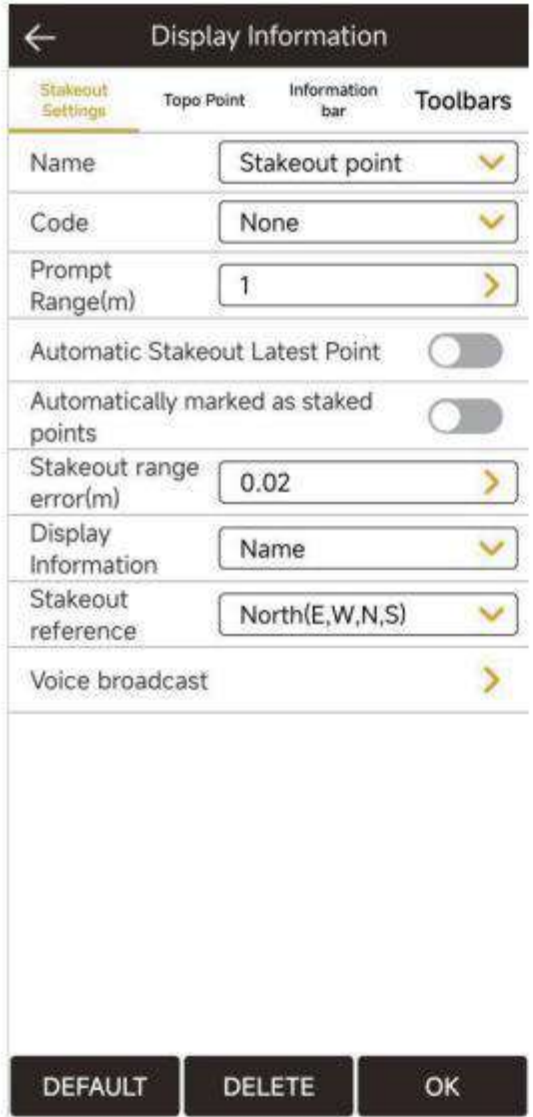 Display Information
Stakeout
Settings
Topo Point
Information
bar
Toolbars
Name
Stakeout point
Code
None
Prompt
Range(m)
1
Automatic Stakeout Latest Point
Automatically marked as staked
points
Stakeout range
error(m)
0.02
Display
Information
Name
Stakeout
reference
North(E,W,N,S)
Voice broadcast
DEFAULT
DELETE
OK